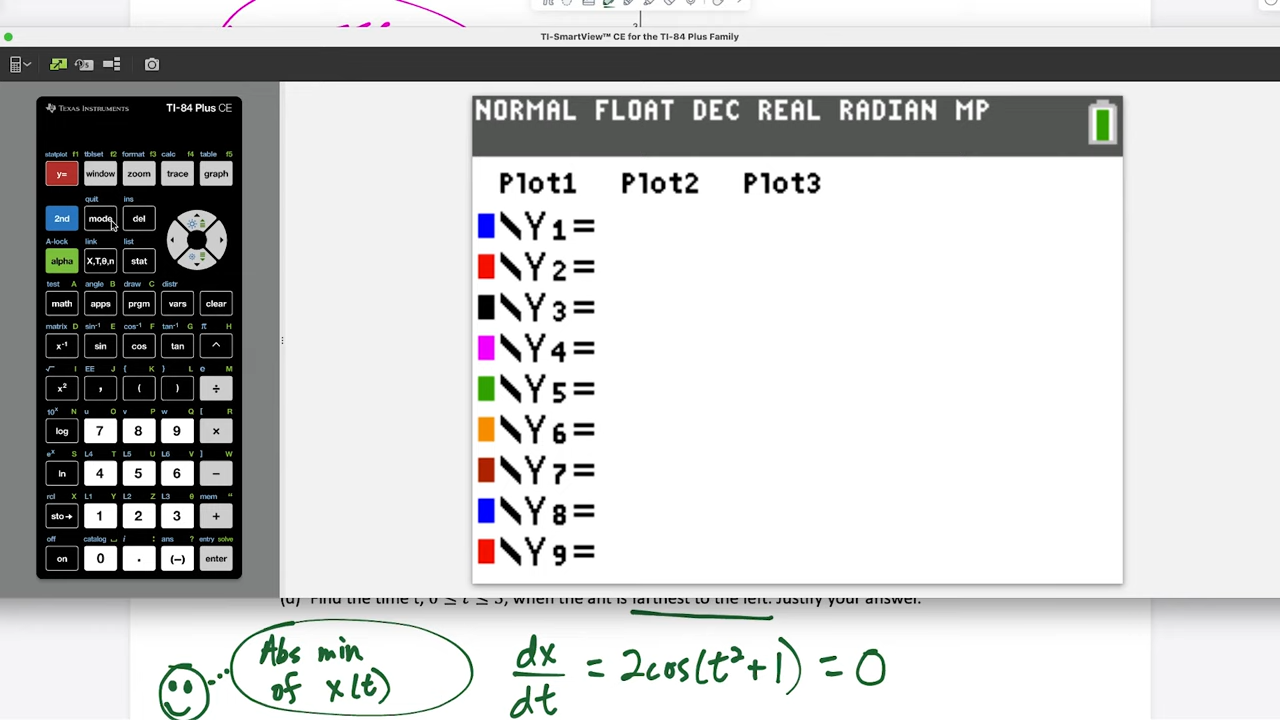 TI-SmartView™ CE for the TI-84 Plus Family
TEXAS INSTRUMENTS TI-84 Plus CE
statplot f1 tblset f2 format f3 calc f4 table f5
y= window zoom trace graph
quit ins
2nd mode del
A-lock link list
alpha X,T,θ,n stat
test A angle B draw C distr
math apps prgm vars clear
matrix D sin⁻¹ E cos⁻¹ F tan⁻¹ G π H
x⁻¹ sin cos tan ^
√ I EE J { K } L e M
x² , ( ) ÷
10ˣ N u O v P w Q [ R
log 7 8 9 ×
eˣ S L4 T L5 U L6 V ] W
ln 4 5 6 −
rcl X L1 Y L2 Z L3 θ mem "
sto→ 1 2 3 +
off catalog i : ans ? entry solve
on 0 . (−) enter
NORMAL FLOAT DEC REAL RADIAN MP
Plot1 Plot2 Plot3
\Y1=
\Y2=
\Y3=
\Y4=
\Y5=
\Y6=
\Y7=
\Y8=
\Y9=
(d) Find the time t, 0 ≤ t ≤ 3, when the ant is farthest to the left. Justify your answer.
Abs min
of x(t)
dx/dt = 2cos(t²+1) = 0